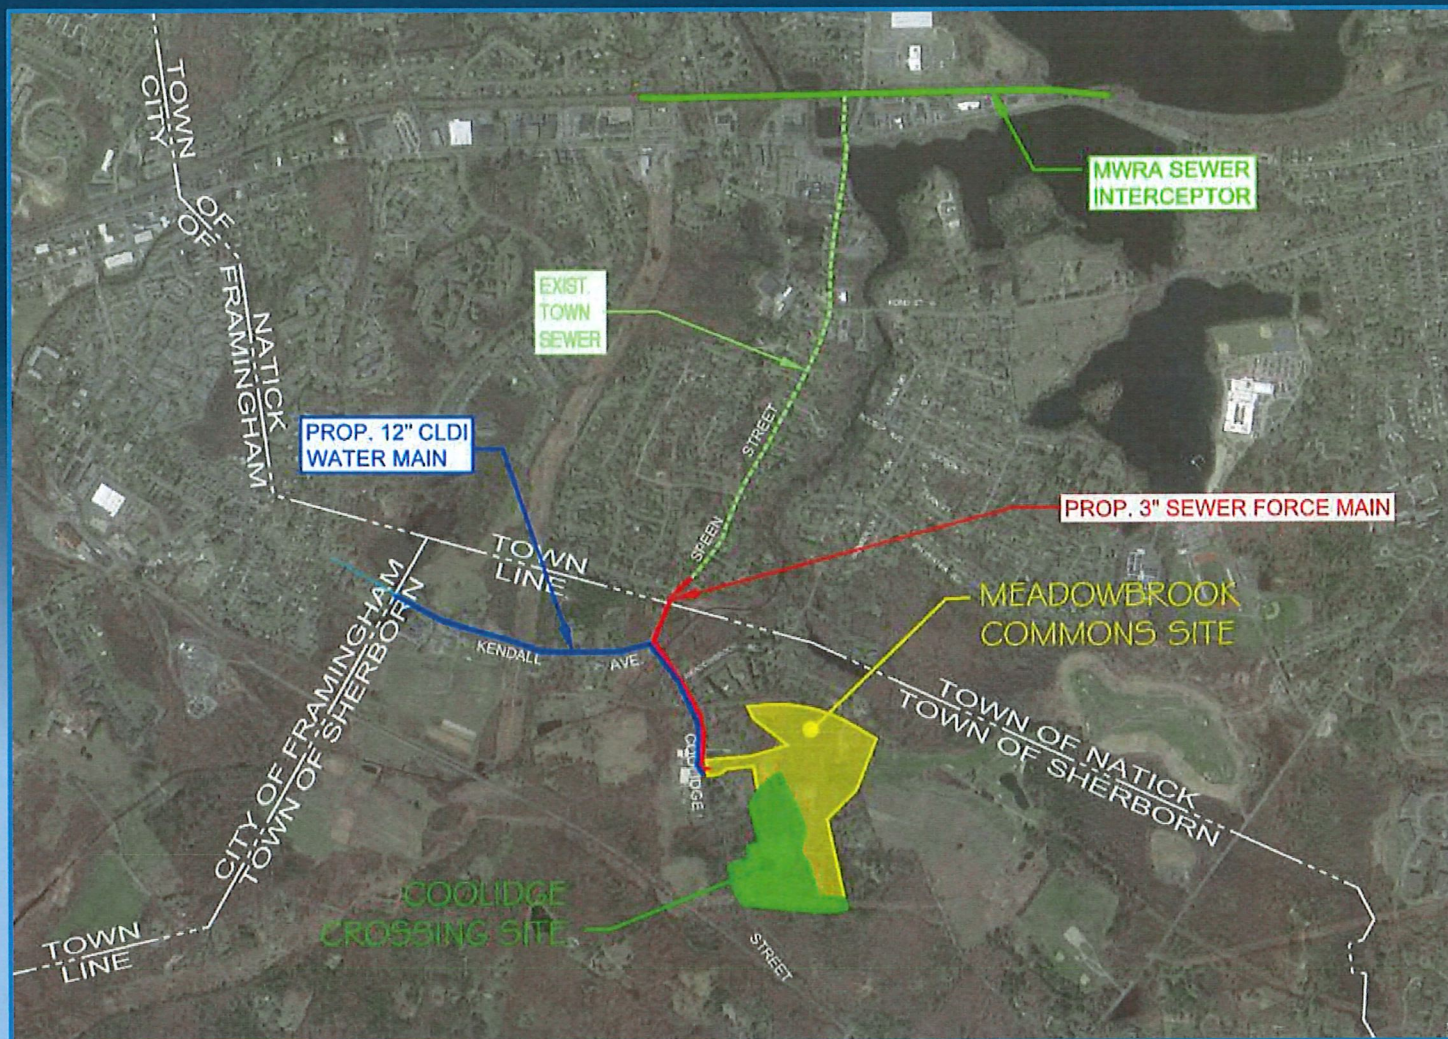 TOWN OF NATICK
CITY OF FRAMINGHAM
MWRA SEWER
INTERCEPTOR
EXIST.
TOWN
SEWER
STREET
PROP. 12" CLDI
WATER MAIN
PROP. 3" SEWER FORCE MAIN
SPEEN
TOWN
LINE
MEADOWBROOK
COMMONS SITE
KENDALL
AVE.
CITY OF FRAMINGHAM
TOWN OF SHERBORN
TOWN OF NATICK
TOWN OF SHERBORN
COOLIDGE
COOLIDGE
CROSSING SITE
STREET
TOWN
LINE